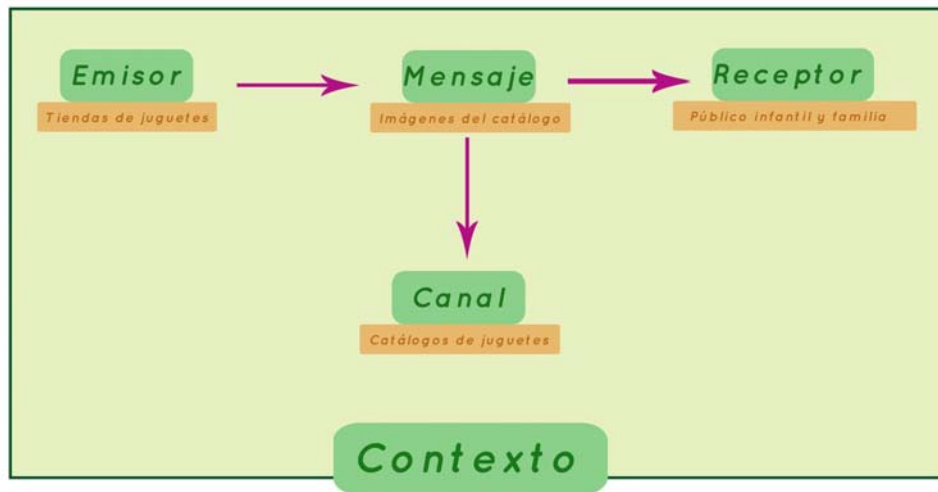 Emisor
Tiendas de juguetes
Mensaje
Imágenes del catálogo
Receptor
Público infantil y familia
Canal
Catálogos de juguetes
Contexto